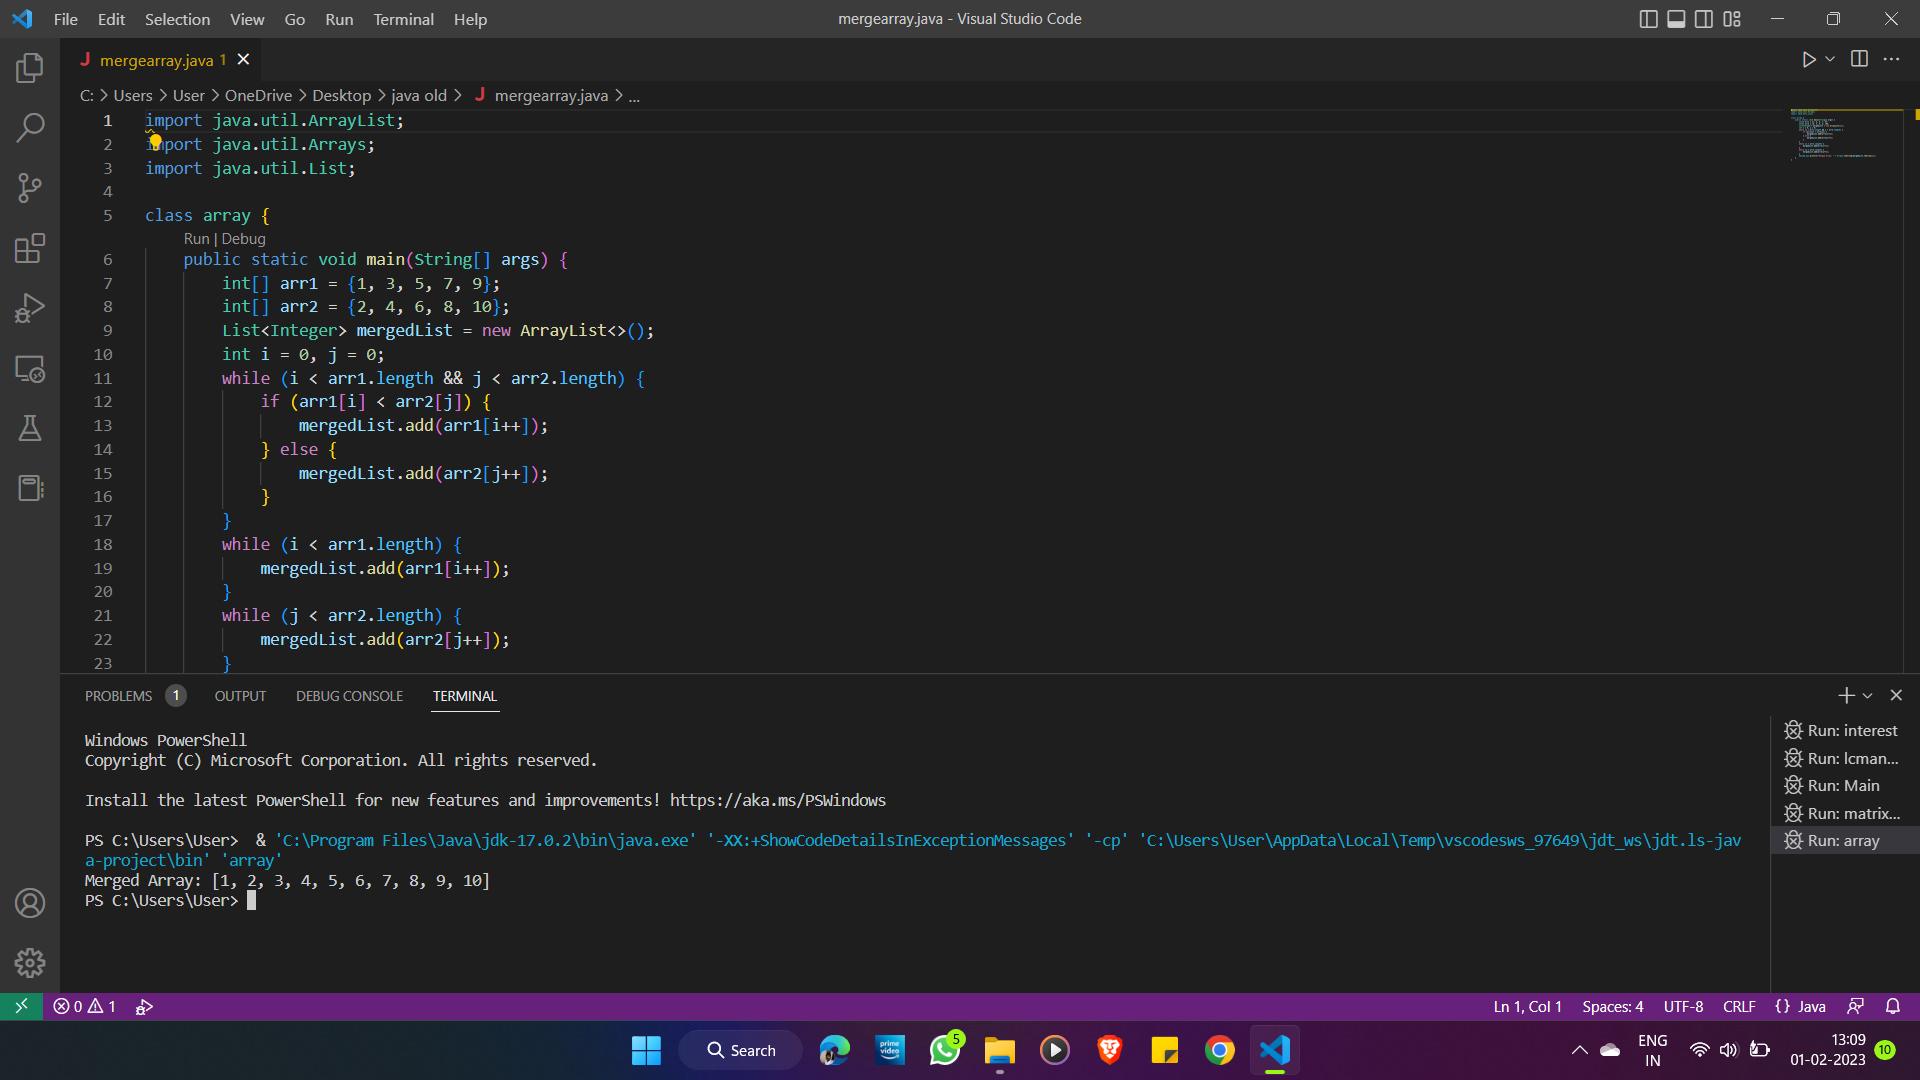 File Edit Selection View Go Run Terminal Help
mergearray.java - Visual Studio Code
J mergearray.java 1
C: > Users > User > OneDrive > Desktop > java old > J mergearray.java > ...
1 import java.util.ArrayList;
2 import java.util.Arrays;
3 import java.util.List;
4
5 class array {
Run | Debug
6 public static void main(String[] args) {
7 int[] arr1 = {1, 3, 5, 7, 9};
8 int[] arr2 = {2, 4, 6, 8, 10};
9 List<Integer> mergedList = new ArrayList<>();
10 int i = 0, j = 0;
11 while (i < arr1.length && j < arr2.length) {
12 if (arr1[i] < arr2[j]) {
13 mergedList.add(arr1[i++]);
14 } else {
15 mergedList.add(arr2[j++]);
16 }
17 }
18 while (i < arr1.length) {
19 mergedList.add(arr1[i++]);
20 }
21 while (j < arr2.length) {
22 mergedList.add(arr2[j++]);
23 }
PROBLEMS 1 OUTPUT DEBUG CONSOLE TERMINAL
Windows PowerShell
Copyright (C) Microsoft Corporation. All rights reserved.
Install the latest PowerShell for new features and improvements! https://aka.ms/PSWindows
PS C:\Users\User>  & 'C:\Program Files\Java\jdk-17.0.2\bin\java.exe' '-XX:+ShowCodeDetailsInExceptionMessages' '-cp' 'C:\Users\User\AppData\Local\Temp\vscodesws_97649\jdt_ws\jdt.ls-jav
a-project\bin' 'array'
Merged Array: [1, 2, 3, 4, 5, 6, 7, 8, 9, 10]
PS C:\Users\User>
Run: interest
Run: lcman...
Run: Main
Run: matrix...
Run: array
0 1
Ln 1, Col 1 Spaces: 4 UTF-8 CRLF {} Java
Search
prime video
5
ENG
IN
13:09
01-02-2023
10